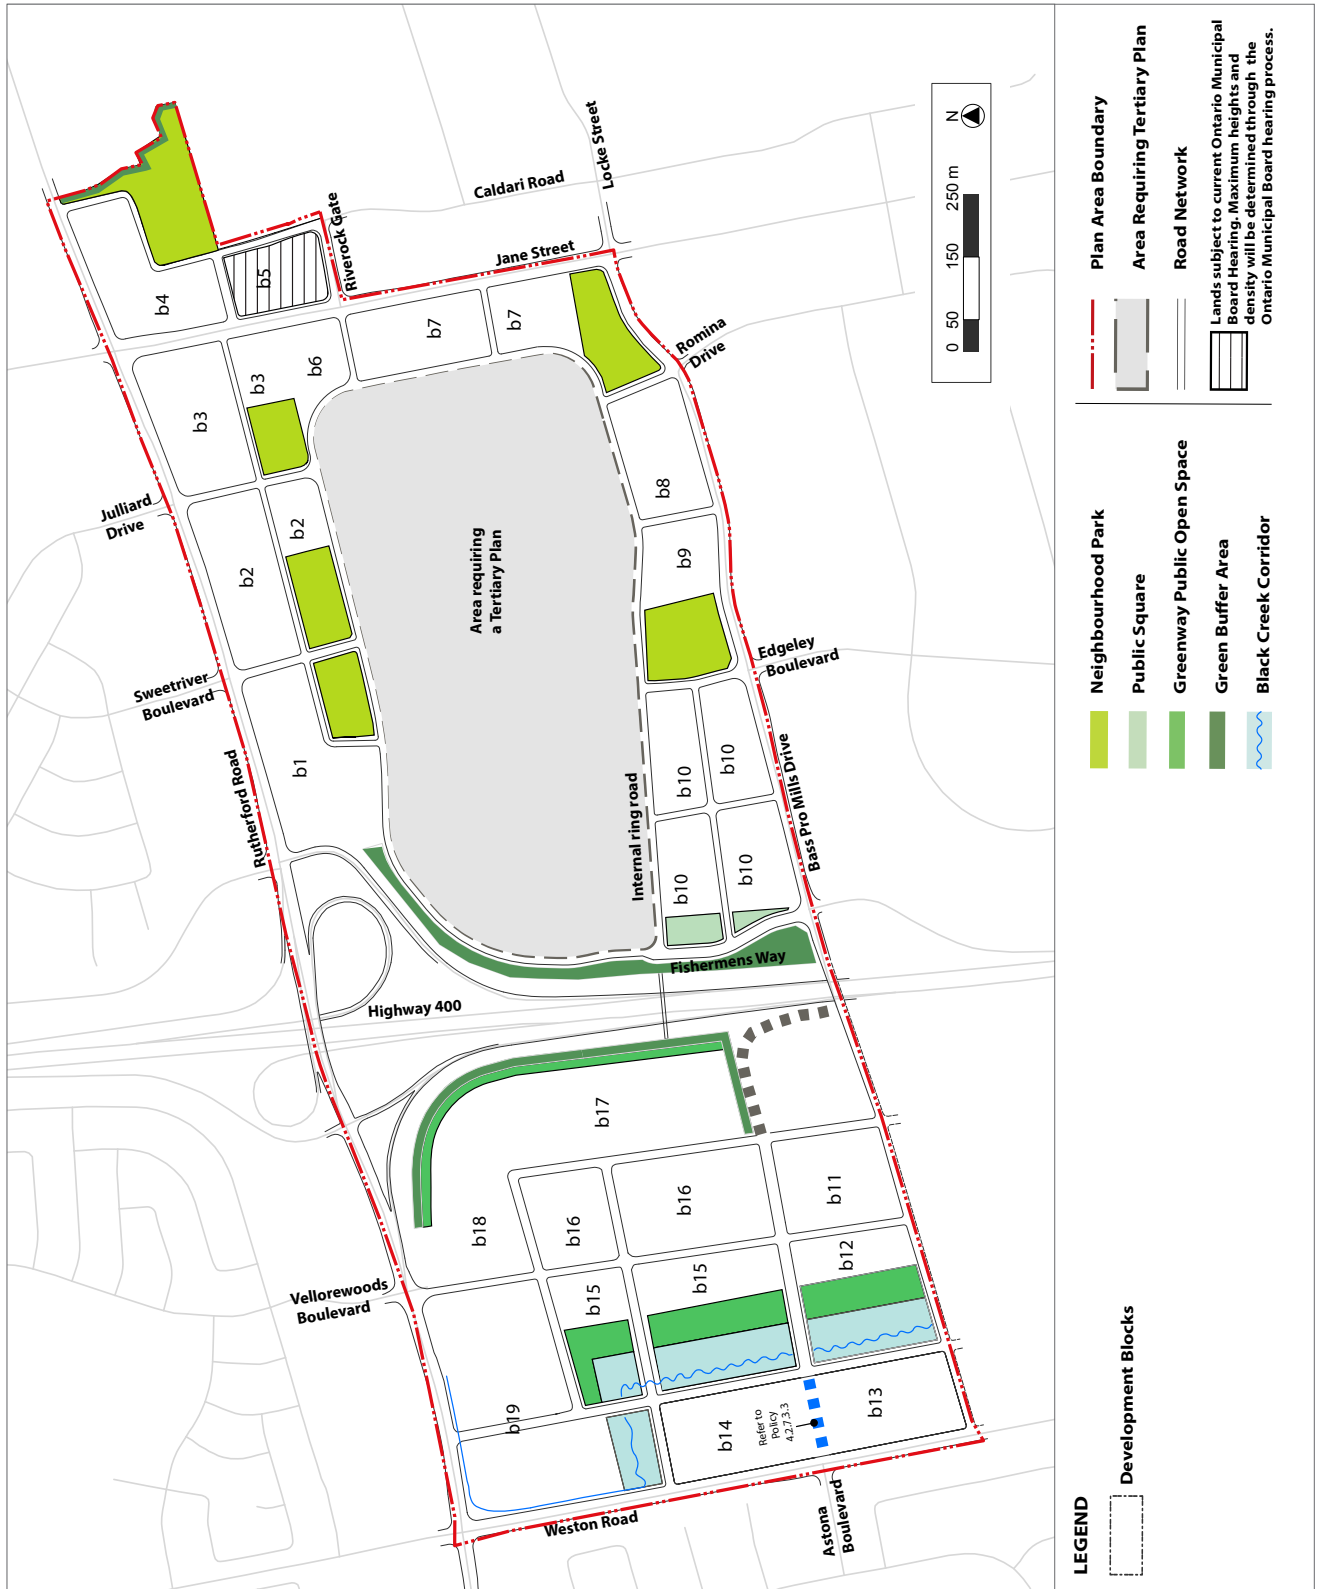 Caldari Road
Locke Street
Riverock Gate
Jane Street
Romina
Drive
b4
b5
b7
b7
b6
b3
b3
Julliard
Drive
b2
b2
b8
b9
Area requiring
a Tertiary Plan
Sweetriver
Boulevard
Edgeley
Boulevard
Rutherford Road
b1
b10
b10
b10
b10
Internal ring road
Bass Pro Mills Drive
Fishermens Way
Highway 400
b17
b18
b16
b16
b11
b12
b15
b15
Vellorewoods
Boulevard
b19
b14
b13
Refer to
Policy
4.2.7.3.3
Weston Road
Astona
Boulevard
N
0 50 150 250 m
LEGEND
Development Blocks
Neighbourhood Park
Public Square
Greenway Public Open Space
Green Buffer Area
Black Creek Corridor
Plan Area Boundary
Area Requiring Tertiary Plan
Road Network
Lands subject to current Ontario Municipal
Board Hearing. Maximum heights and
density will be determined through the
Ontario Municipal Board hearing process.